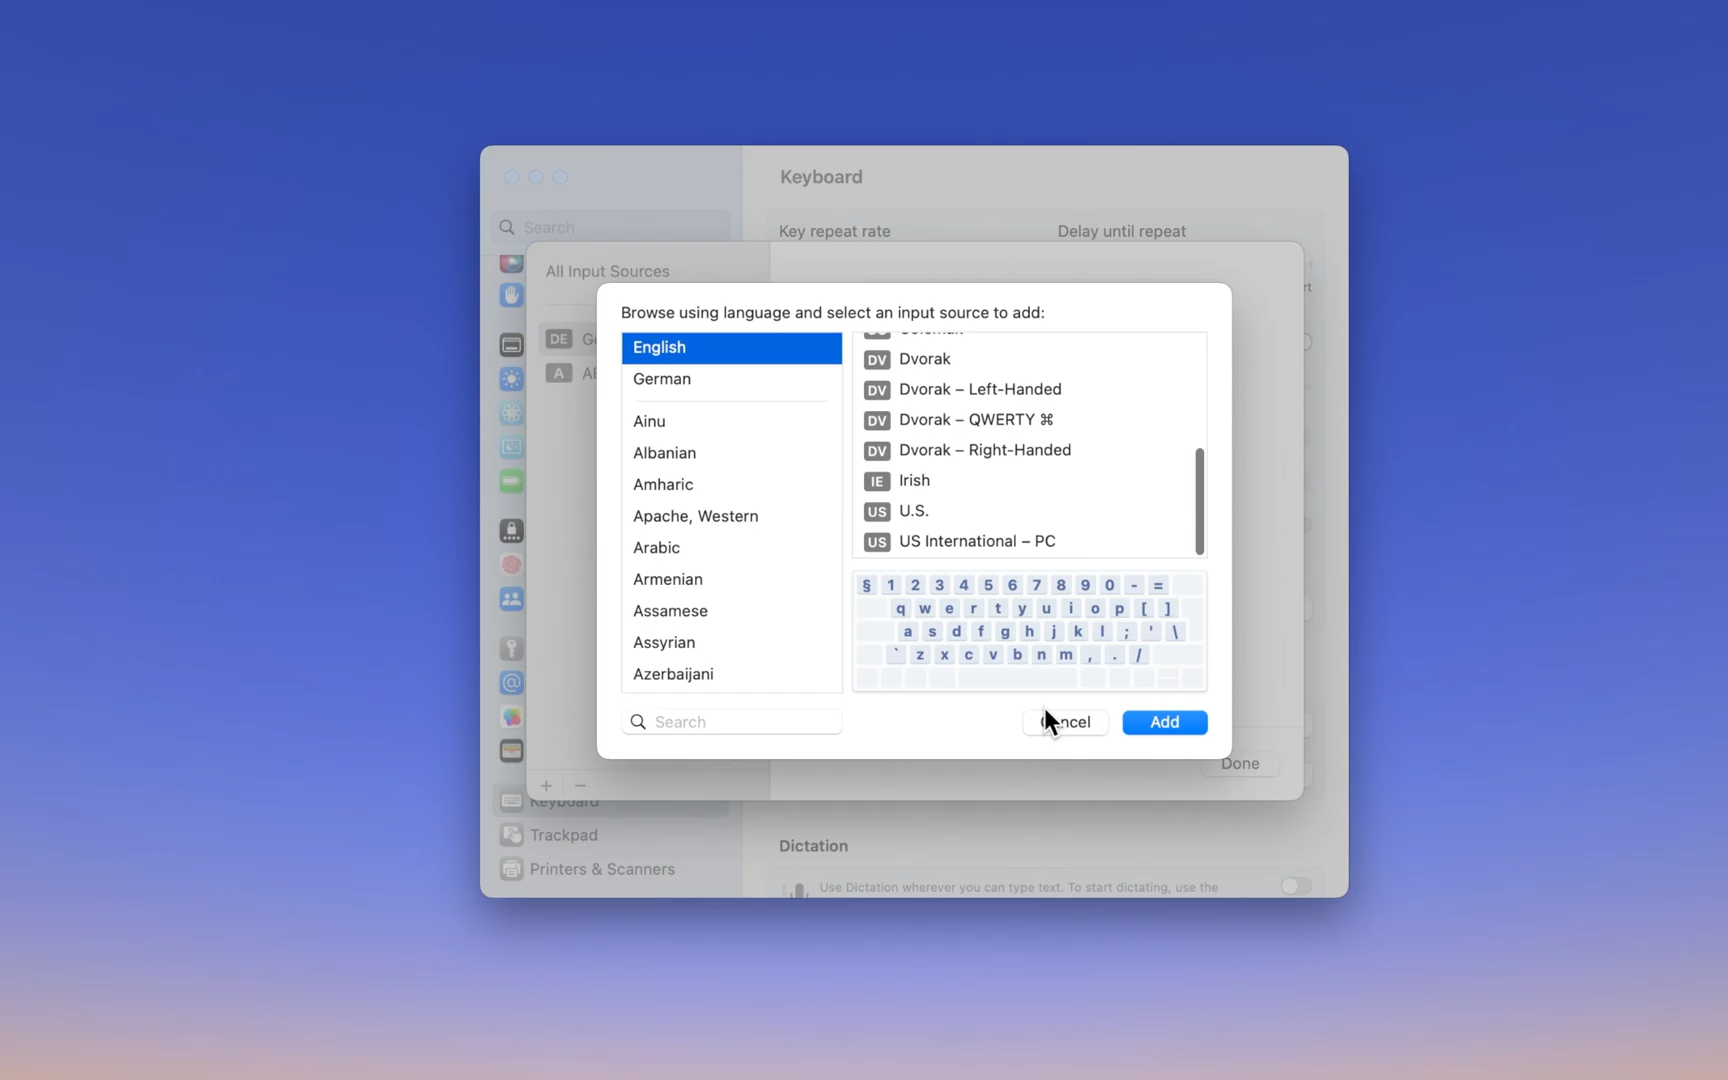 Keyboard
Search
Key repeat rate
Delay until repeat
All Input Sources
DE
A
Browse using language and select an input source to add:
English
German
Ainu
Albanian
Amharic
Apache, Western
Arabic
Armenian
Assamese
Assyrian
Azerbaijani
DV Dvorak
DV Dvorak – Left-Handed
DV Dvorak – QWERTY ⌘
DV Dvorak – Right-Handed
IE Irish
US U.S.
US US International – PC
§ 1 2 3 4 5 6 7 8 9 0 - =
q w e r t y u i o p [ ]
a s d f g h j k l ; ' \
` z x c v b n m , . /
Search
Add
Done
+ −
Keyboard
Trackpad
Printers & Scanners
Dictation
Use Dictation wherever you can type text. To start dictating, use the